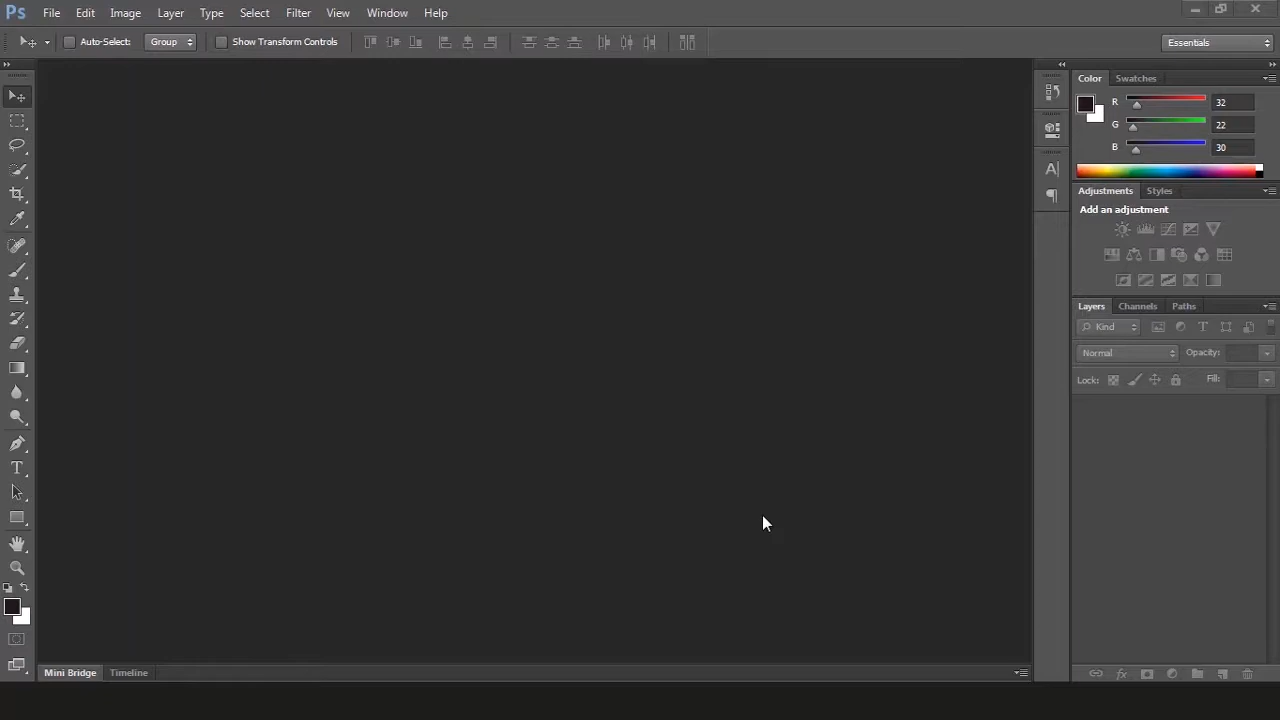 Ps File Edit Image Layer Type Select Filter View Window Help
Auto-Select: Group Show Transform Controls Essentials
Color Swatches
R 32
G 22
B 30
Adjustments Styles
Add an adjustment
Layers Channels Paths
Kind
Normal Opacity:
Lock: Fill:
Mini Bridge Timeline